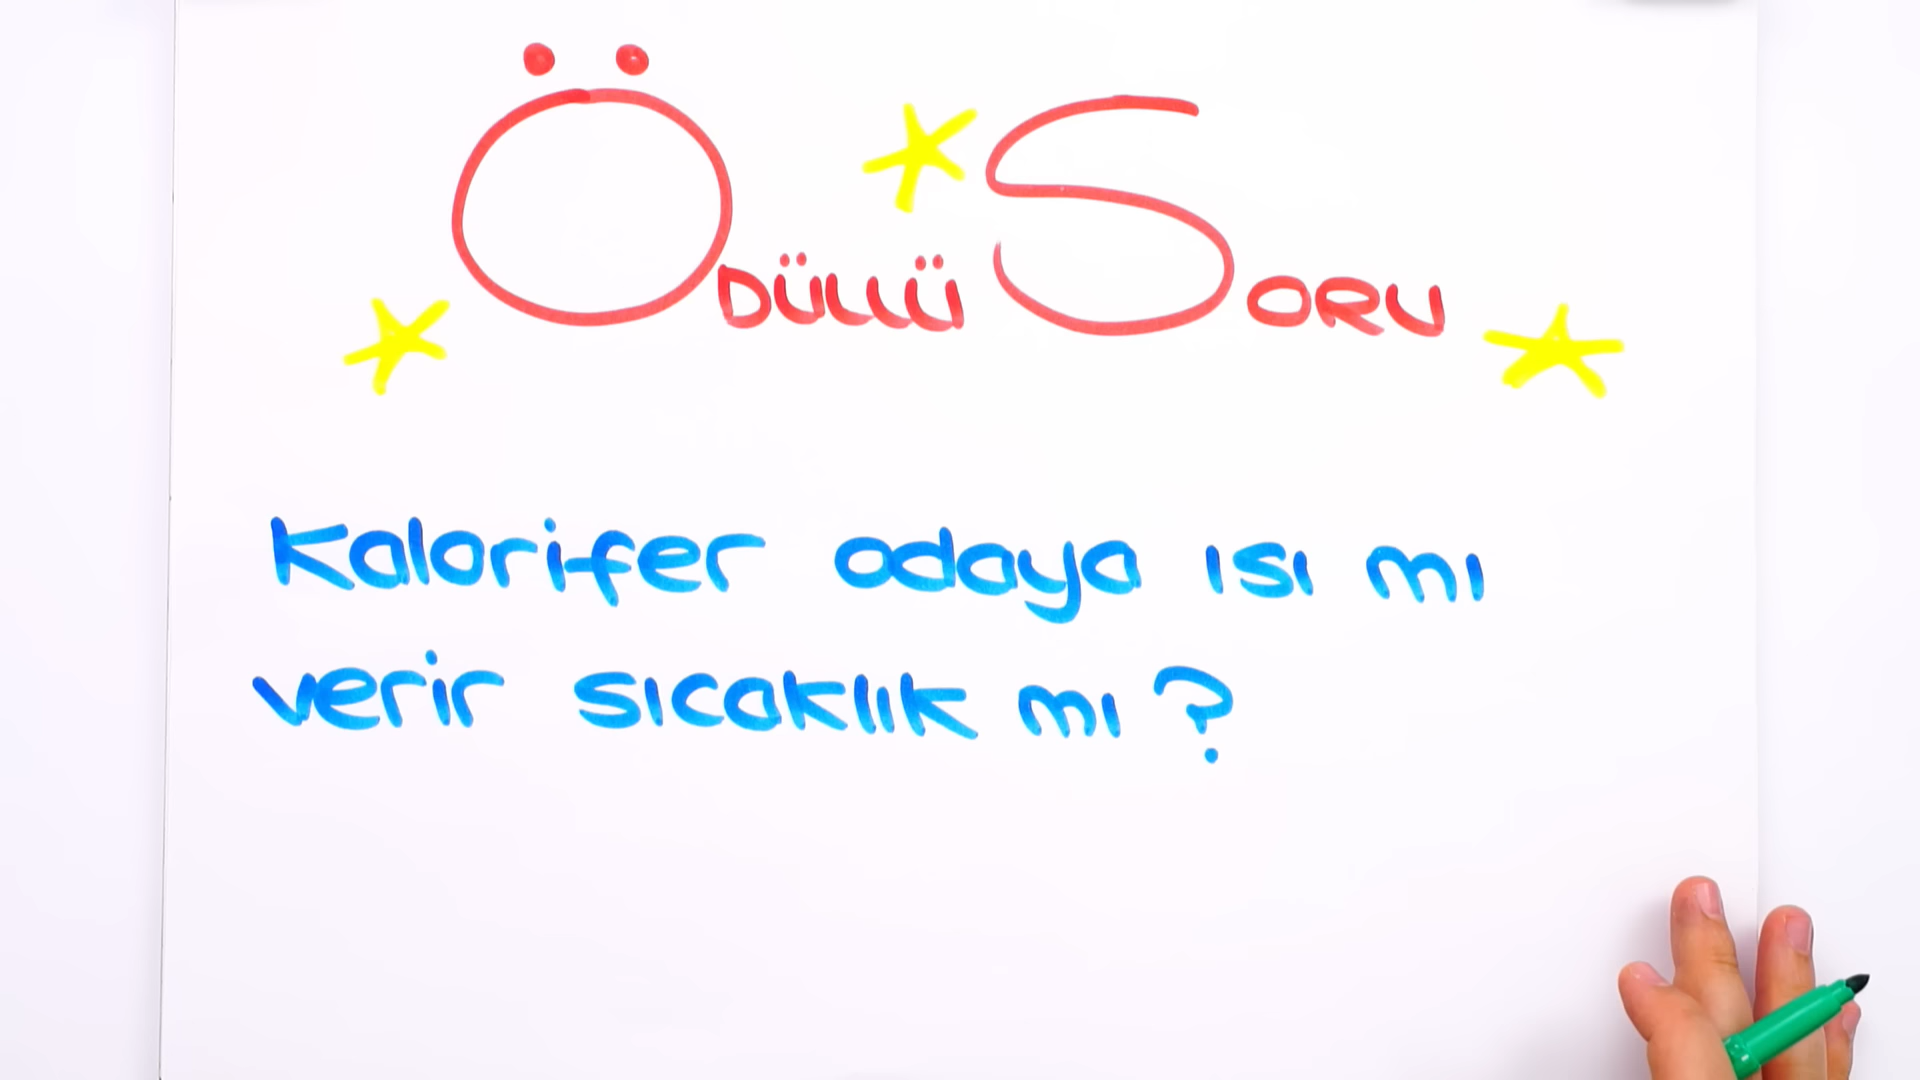 ÖDÜLLÜ SORU
Kalorifer odaya ısı mı
verir sıcaklık mı?